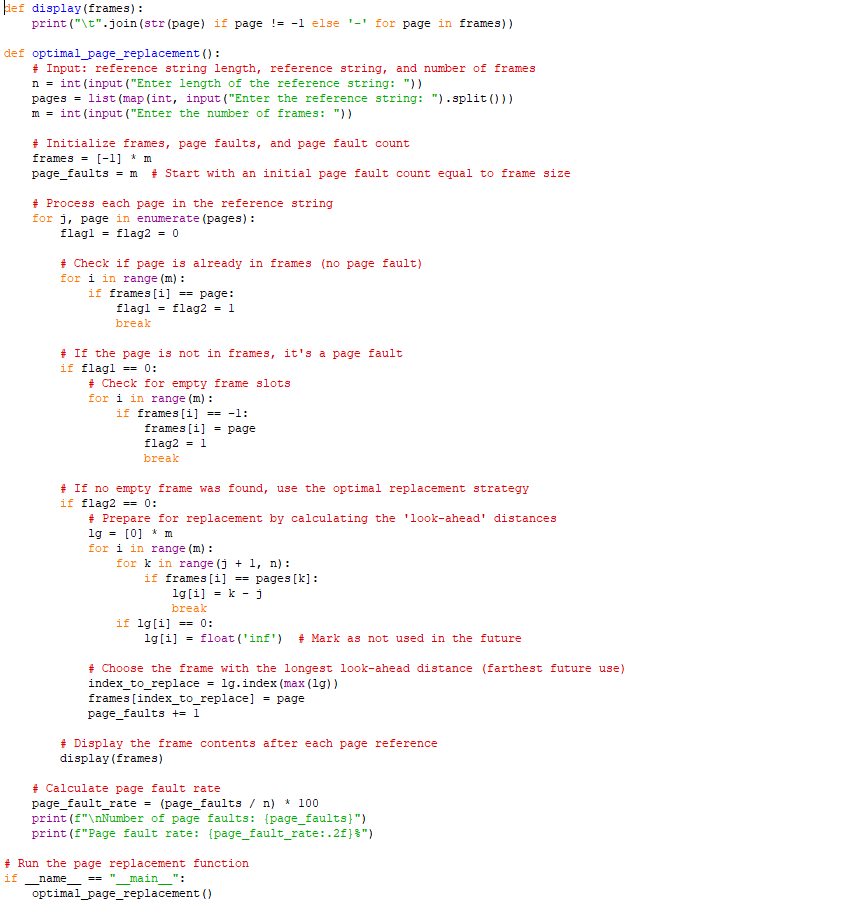 def display(frames):
    print("\t".join(str(page) if page != -1 else '-' for page in frames))

def optimal_page_replacement():
    # Input: reference string length, reference string, and number of frames
    n = int(input("Enter length of the reference string: "))
    pages = list(map(int, input("Enter the reference string: ").split()))
    m = int(input("Enter the number of frames: "))

    # Initialize frames, page faults, and page fault count
    frames = [-1] * m
    page_faults = m  # Start with an initial page fault count equal to frame size

    # Process each page in the reference string
    for j, page in enumerate(pages):
        flag1 = flag2 = 0

        # Check if page is already in frames (no page fault)
        for i in range(m):
            if frames[i] == page:
                flag1 = flag2 = 1
                break

        # If the page is not in frames, it's a page fault
        if flag1 == 0:
            # Check for empty frame slots
            for i in range(m):
                if frames[i] == -1:
                    frames[i] = page
                    flag2 = 1
                    break

        # If no empty frame was found, use the optimal replacement strategy
        if flag2 == 0:
            # Prepare for replacement by calculating the 'look-ahead' distances
            lg = [0] * m
            for i in range(m):
                for k in range(j + 1, n):
                    if frames[i] == pages[k]:
                        lg[i] = k - j
                        break
                if lg[i] == 0:
                    lg[i] = float('inf')  # Mark as not used in the future

            # Choose the frame with the longest look-ahead distance (farthest future use)
            index_to_replace = lg.index(max(lg))
            frames[index_to_replace] = page
            page_faults += 1

        # Display the frame contents after each page reference
        display(frames)

    # Calculate page fault rate
    page_fault_rate = (page_faults / n) * 100
    print(f"\nNumber of page faults: {page_faults}")
    print(f"Page fault rate: {page_fault_rate:.2f}%")

# Run the page replacement function
if __name__ == "__main__":
    optimal_page_replacement()